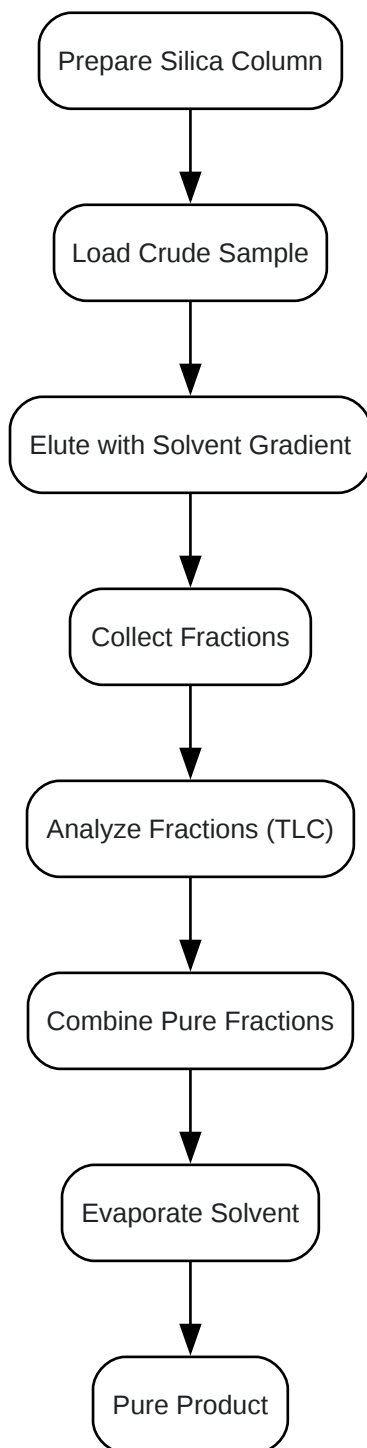 Prepare Silica Column
Load Crude Sample
Elute with Solvent Gradient
Collect Fractions
Analyze Fractions (TLC)
Combine Pure Fractions
Evaporate Solvent
Pure Product